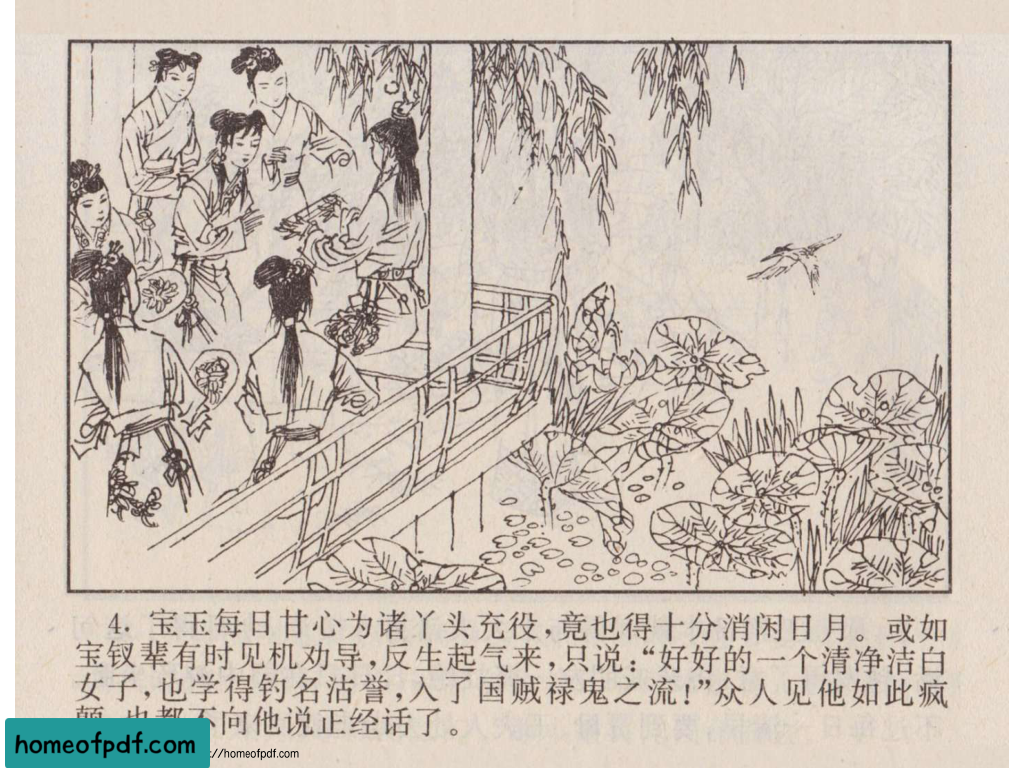 4. 宝玉每日甘心为诸丫头充役，竟也得十分消闲日月。或如
宝钗辈有时见机劝导，反生起气来，只说：“好好的一个清净洁白
女子，也学得钓名沽誉，入了国贼禄鬼之流！”众人见他如此疯
也都不向他说正经话了。
homeofpdf.com
://homeofpdf.com